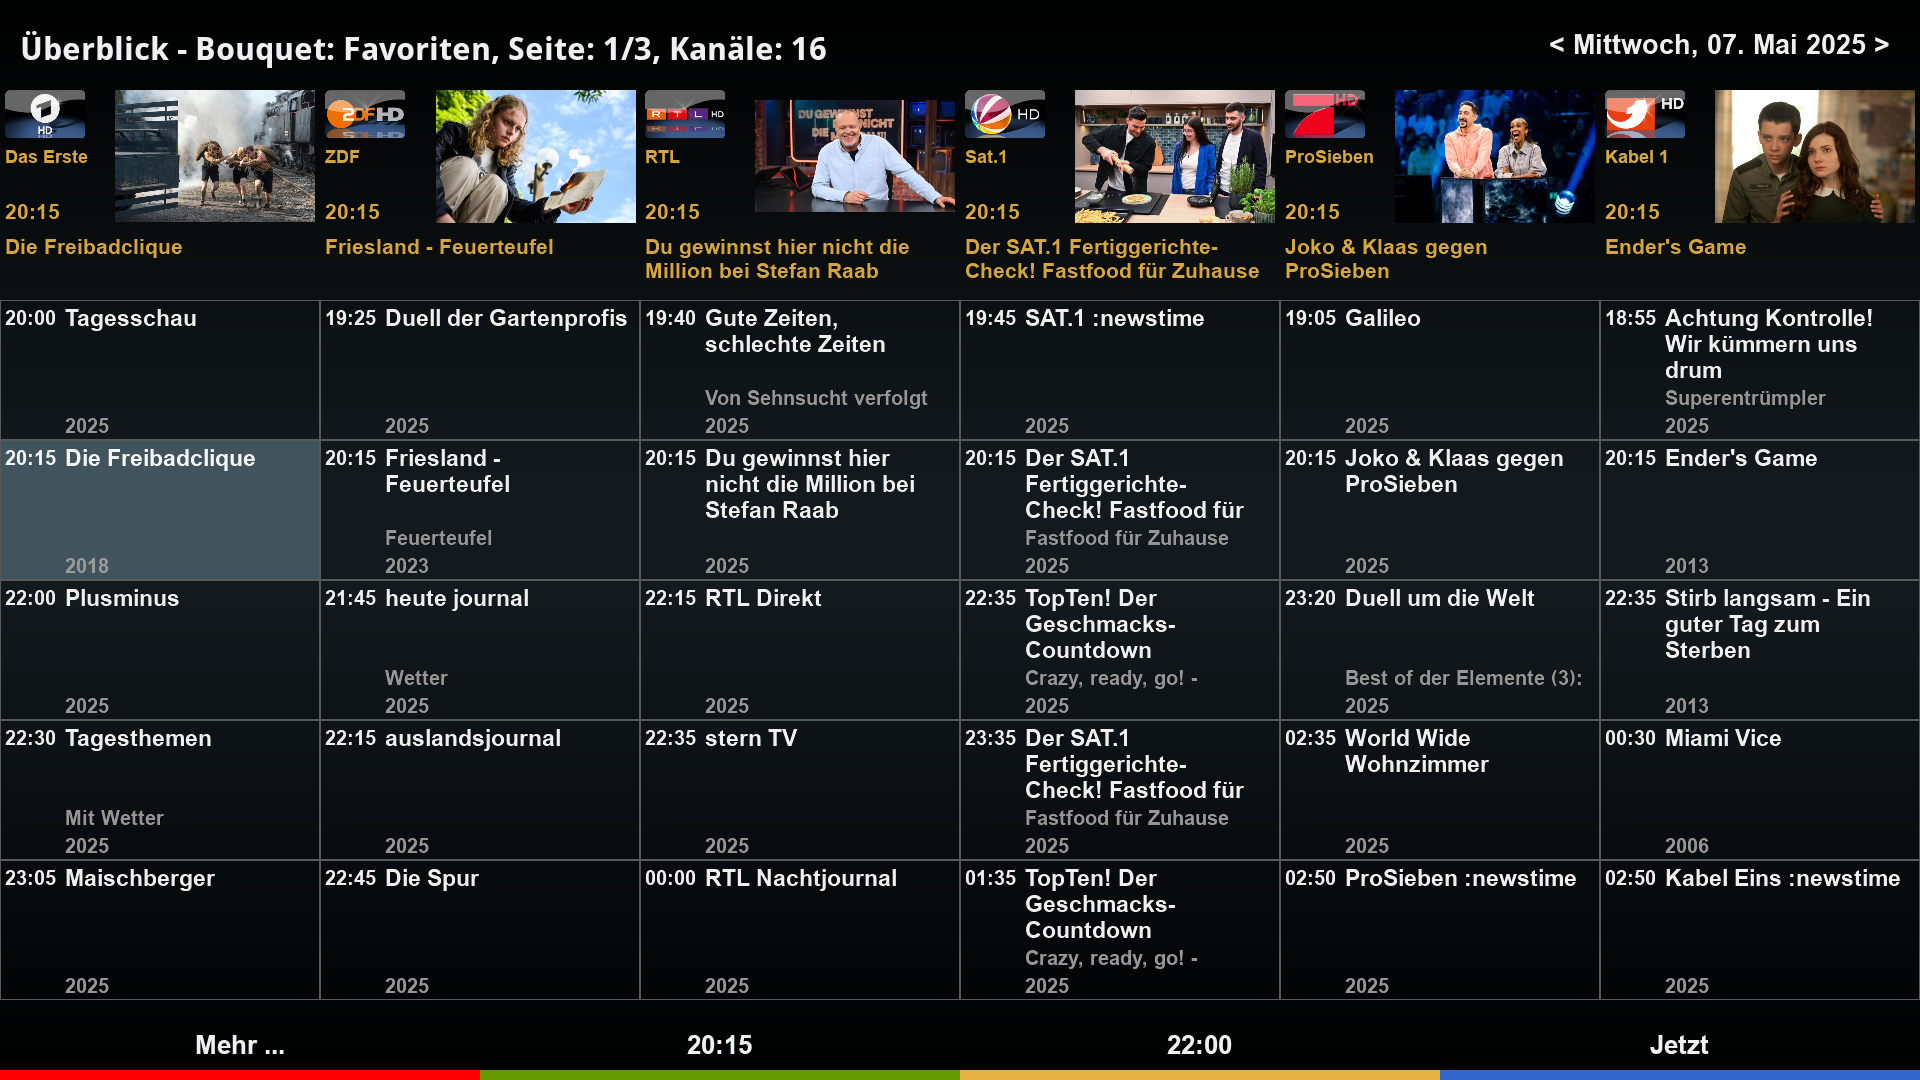 Überblick - Bouquet: Favoriten, Seite: 1/3, Kanäle: 16
< Mittwoch, 07. Mai 2025 >
HD
Das Erste
20:15
Die Freibadclique
ZDF HD
ZDF
20:15
Friesland - Feuerteufel
RTL HD
RTL
DU GEWINNST
HIER NICHT
DIE
20:15
Du gewinnst hier nicht die
Million bei Stefan Raab
HD
Sat.1
20:15
Der SAT.1 Fertiggerichte-
Check! Fastfood für Zuhause
HD
ProSieben
20:15
Joko & Klaas gegen
ProSieben
HD
Kabel 1
20:15
Ender's Game
20:00 Tagesschau
2025
19:25 Duell der Gartenprofis
2025
19:40 Gute Zeiten,
schlechte Zeiten
Von Sehnsucht verfolgt
2025
19:45 SAT.1 :newstime
2025
19:05 Galileo
2025
18:55 Achtung Kontrolle!
Wir kümmern uns
drum
Superentrümpler
2025
20:15 Die Freibadclique
2018
20:15 Friesland -
Feuerteufel
Feuerteufel
2023
20:15 Du gewinnst hier
nicht die Million bei
Stefan Raab
2025
20:15 Der SAT.1
Fertiggerichte-
Check! Fastfood für
Fastfood für Zuhause
2025
20:15 Joko & Klaas gegen
ProSieben
2025
20:15 Ender's Game
2013
22:00 Plusminus
2025
21:45 heute journal
Wetter
2025
22:15 RTL Direkt
2025
22:35 TopTen! Der
Geschmacks-
Countdown
Crazy, ready, go! -
2025
23:20 Duell um die Welt
Best of der Elemente (3):
2025
22:35 Stirb langsam - Ein
guter Tag zum
Sterben
2013
22:30 Tagesthemen
Mit Wetter
2025
22:15 auslandsjournal
2025
22:35 stern TV
2025
23:35 Der SAT.1
Fertiggerichte-
Check! Fastfood für
Fastfood für Zuhause
2025
02:35 World Wide
Wohnzimmer
2025
00:30 Miami Vice
2006
23:05 Maischberger
2025
22:45 Die Spur
2025
00:00 RTL Nachtjournal
2025
01:35 TopTen! Der
Geschmacks-
Countdown
Crazy, ready, go! -
2025
02:50 ProSieben :newstime
2025
02:50 Kabel Eins :newstime
2025
Mehr ...
20:15
22:00
Jetzt